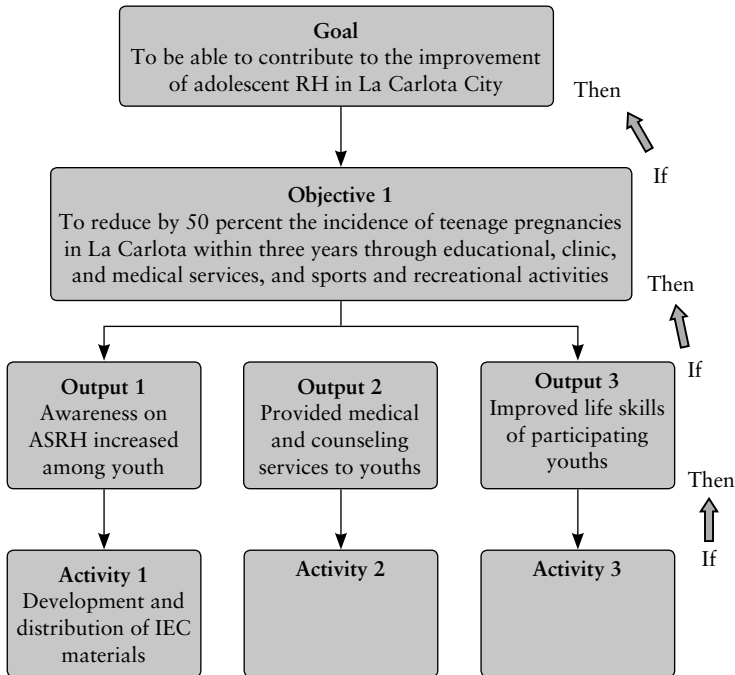 Goal
To be able to contribute to the improvement
of adolescent RH in La Carlota City
Then
If
Objective 1
To reduce by 50 percent the incidence of teenage pregnancies
in La Carlota within three years through educational, clinic,
and medical services, and sports and recreational activities
Then
If
Output 1
Awareness on
ASRH increased
among youth
Output 2
Provided medical
and counseling
services to youths
Output 3
Improved life skills
of participating
youths
Then
If
Activity 1
Development and
distribution of IEC
materials
Activity 2
Activity 3